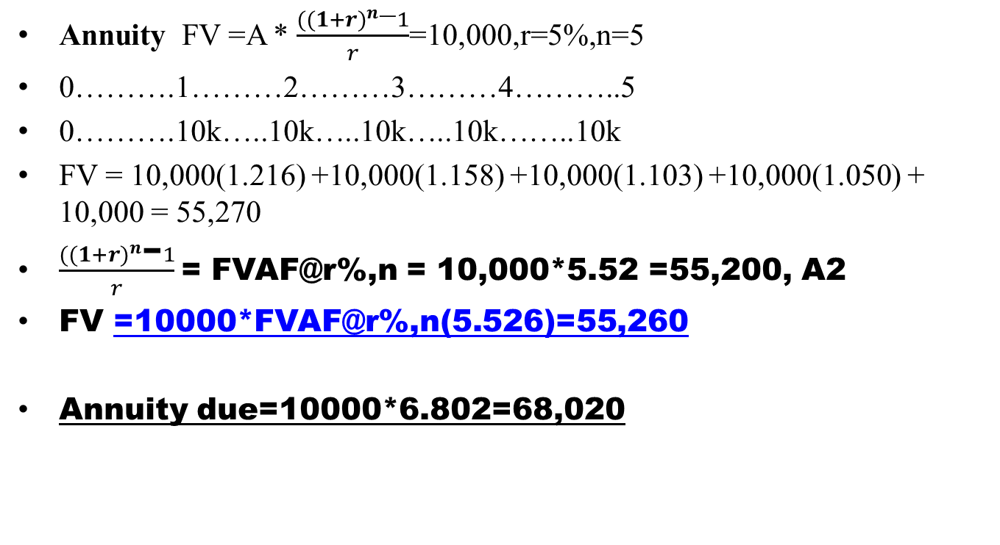 • Annuity FV =A * ((1+r)ⁿ−1/r=10,000,r=5%,n=5
• 0……….1………2………3………4………..5
• 0……….10k…..10k…..10k…..10k……..10k
• FV = 10,000(1.216) +10,000(1.158) +10,000(1.103) +10,000(1.050) +
10,000 = 55,270
• ((1+r)ⁿ−1/r = FVAF@r%,n = 10,000*5.52 =55,200, A2
• FV =10000*FVAF@r%,n(5.526)=55,260
• Annuity due=10000*6.802=68,020